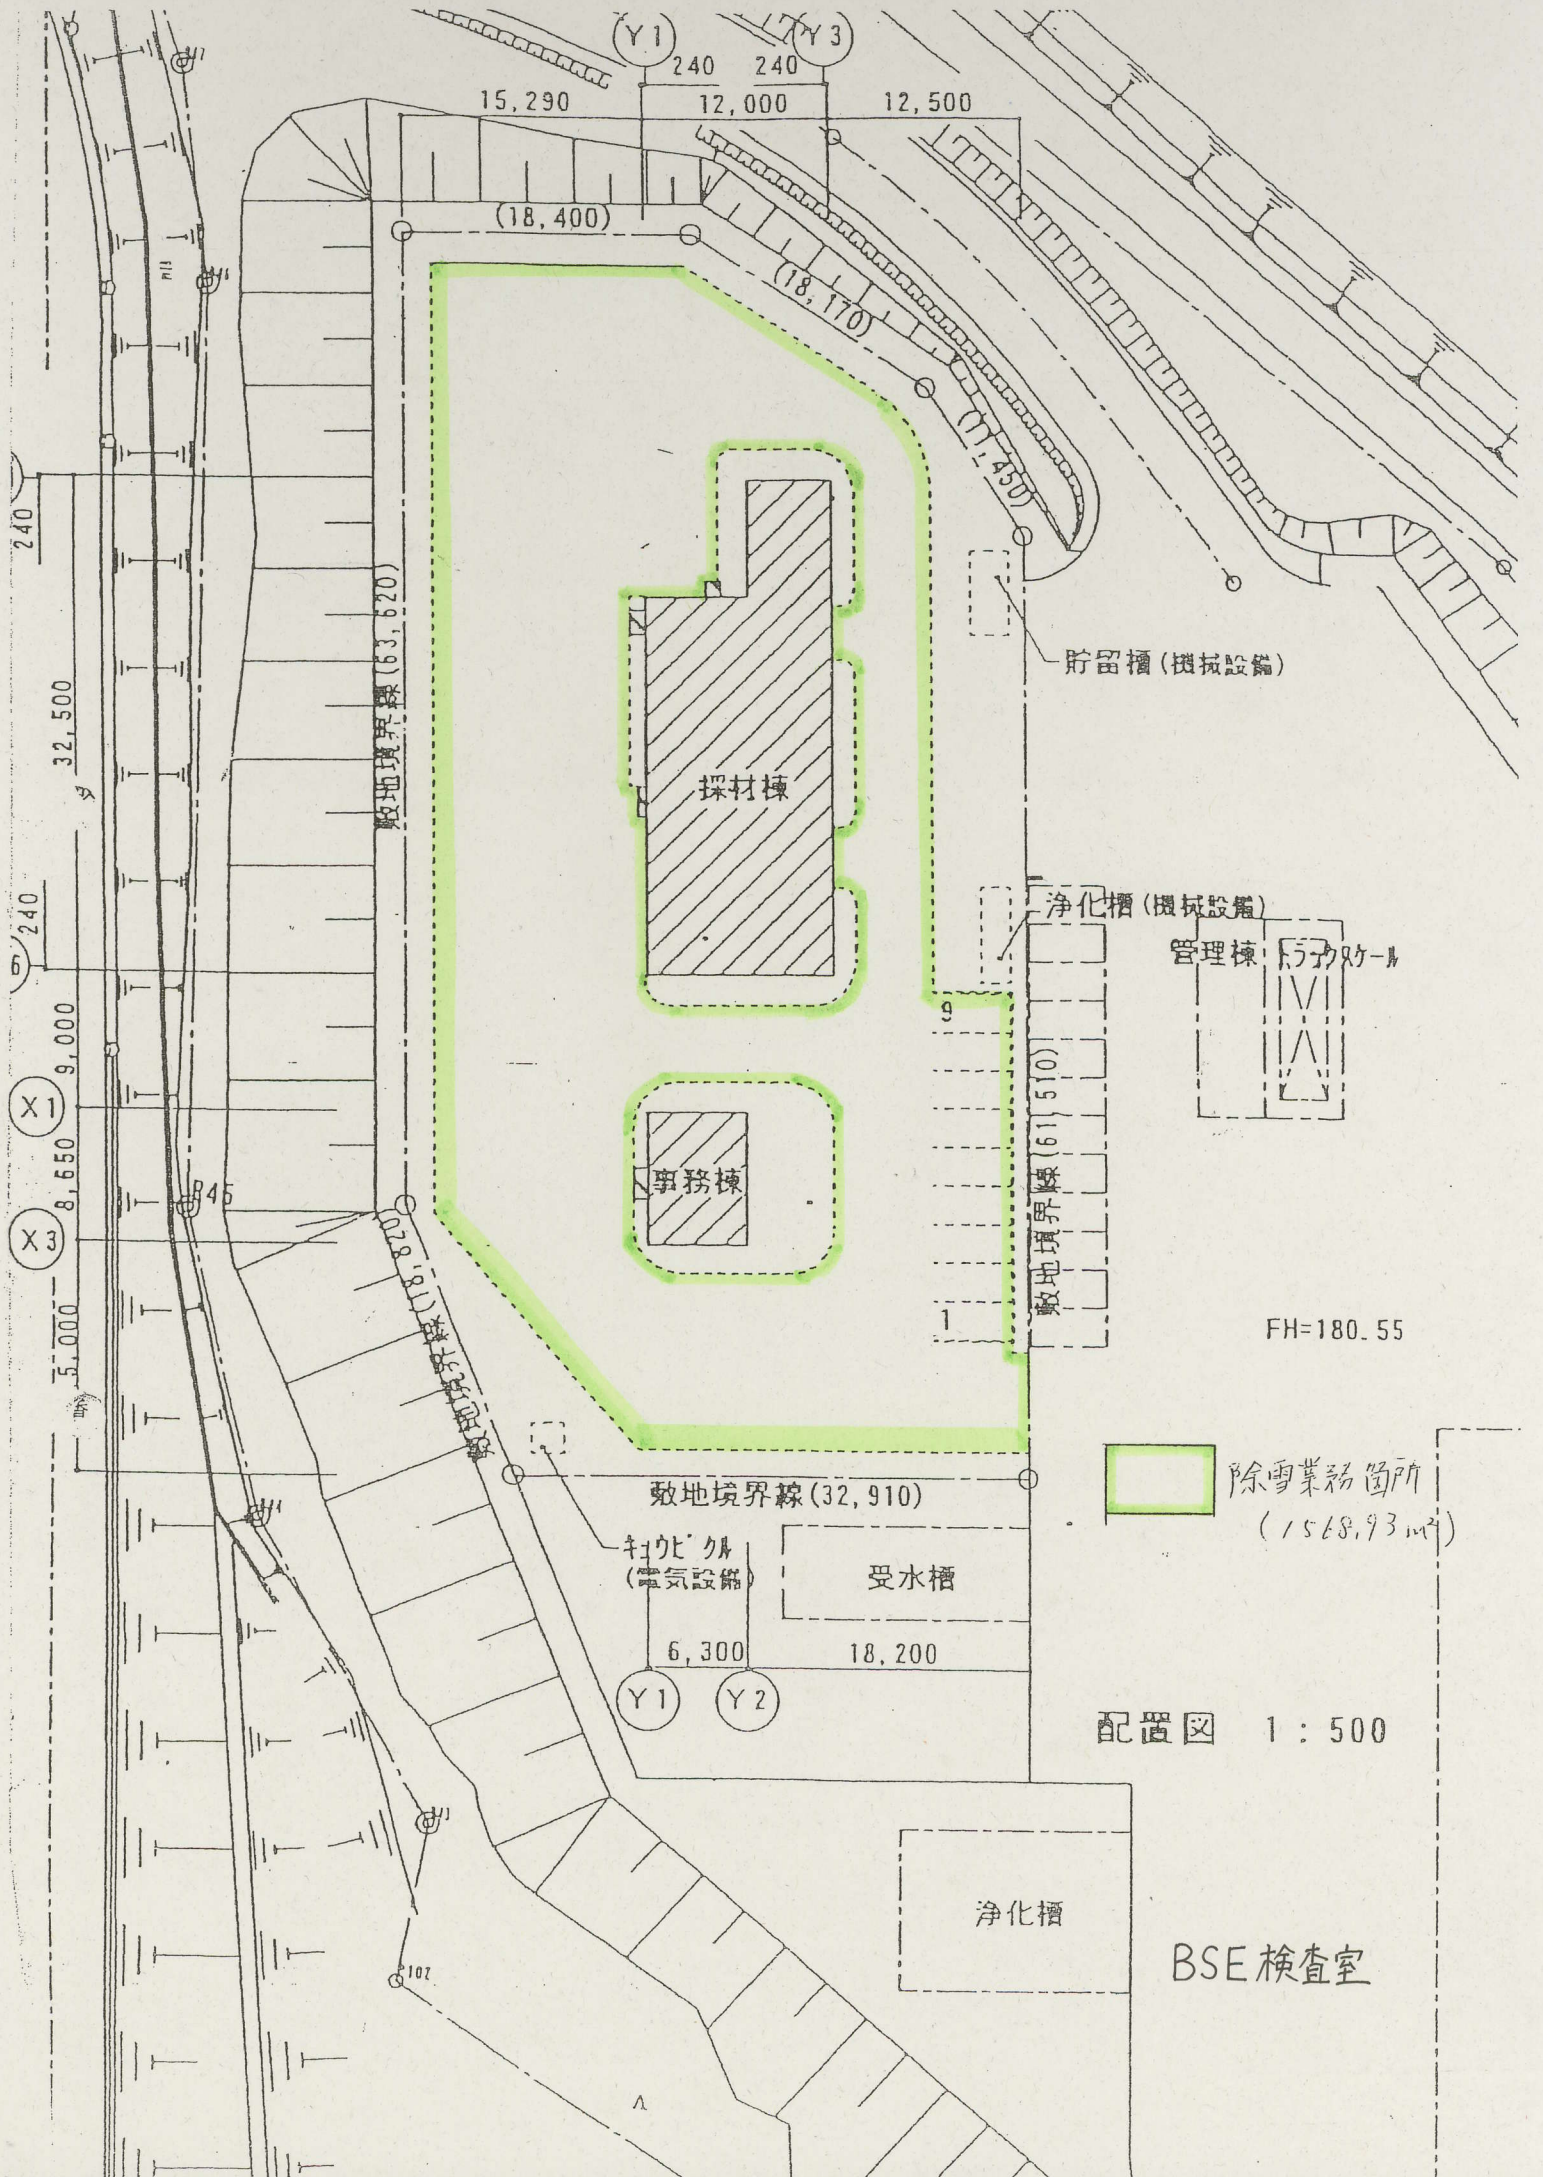 Y1
Y3
240
240
15,290
12,000
12,500
(18,400)
(18,170)
(11,450)
240
敷地境界線(63,620)
32,500
貯留槽(機械設備)
採材棟
240
6
浄化槽(機械設備)
管理棟
トラックスケール
9
9,000
X1
敷地境界線(61,510)
8,650
事務棟
X3
敷地境界線(18,820)
1
FH=180.55
5,000
除雪業務箇所
敷地境界線(32,910)
キュウビクル
(電気設備)
受水槽
6,300
18,200
Y1
Y2
配置図 1:500
浄化槽
BSE検査室